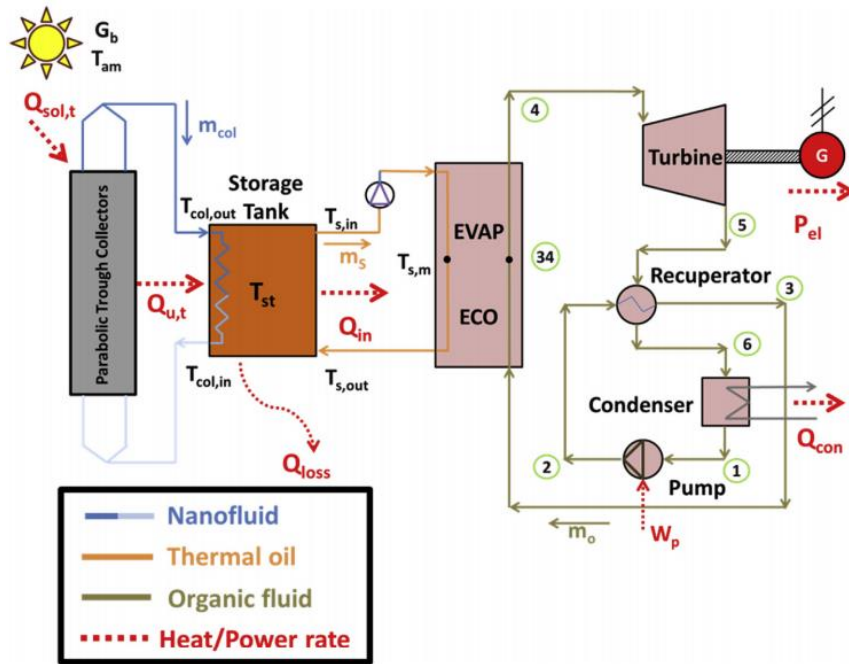 G_b
T_am
Q_sol,t
m_col
Storage
Tank
T_col,out
T_s,in
m_s
T_s,m
T_st
Q_u,t
Q_in
Parabolic Trough Collectors
T_col,in
T_s,out
Q_loss
EVAP
ECO
34
4
Turbine
G
P_el
5
Recuperator
3
6
Condenser
Q_con
2
1
Pump
m_o
W_p
Nanofluid
Thermal oil
Organic fluid
Heat/Power rate